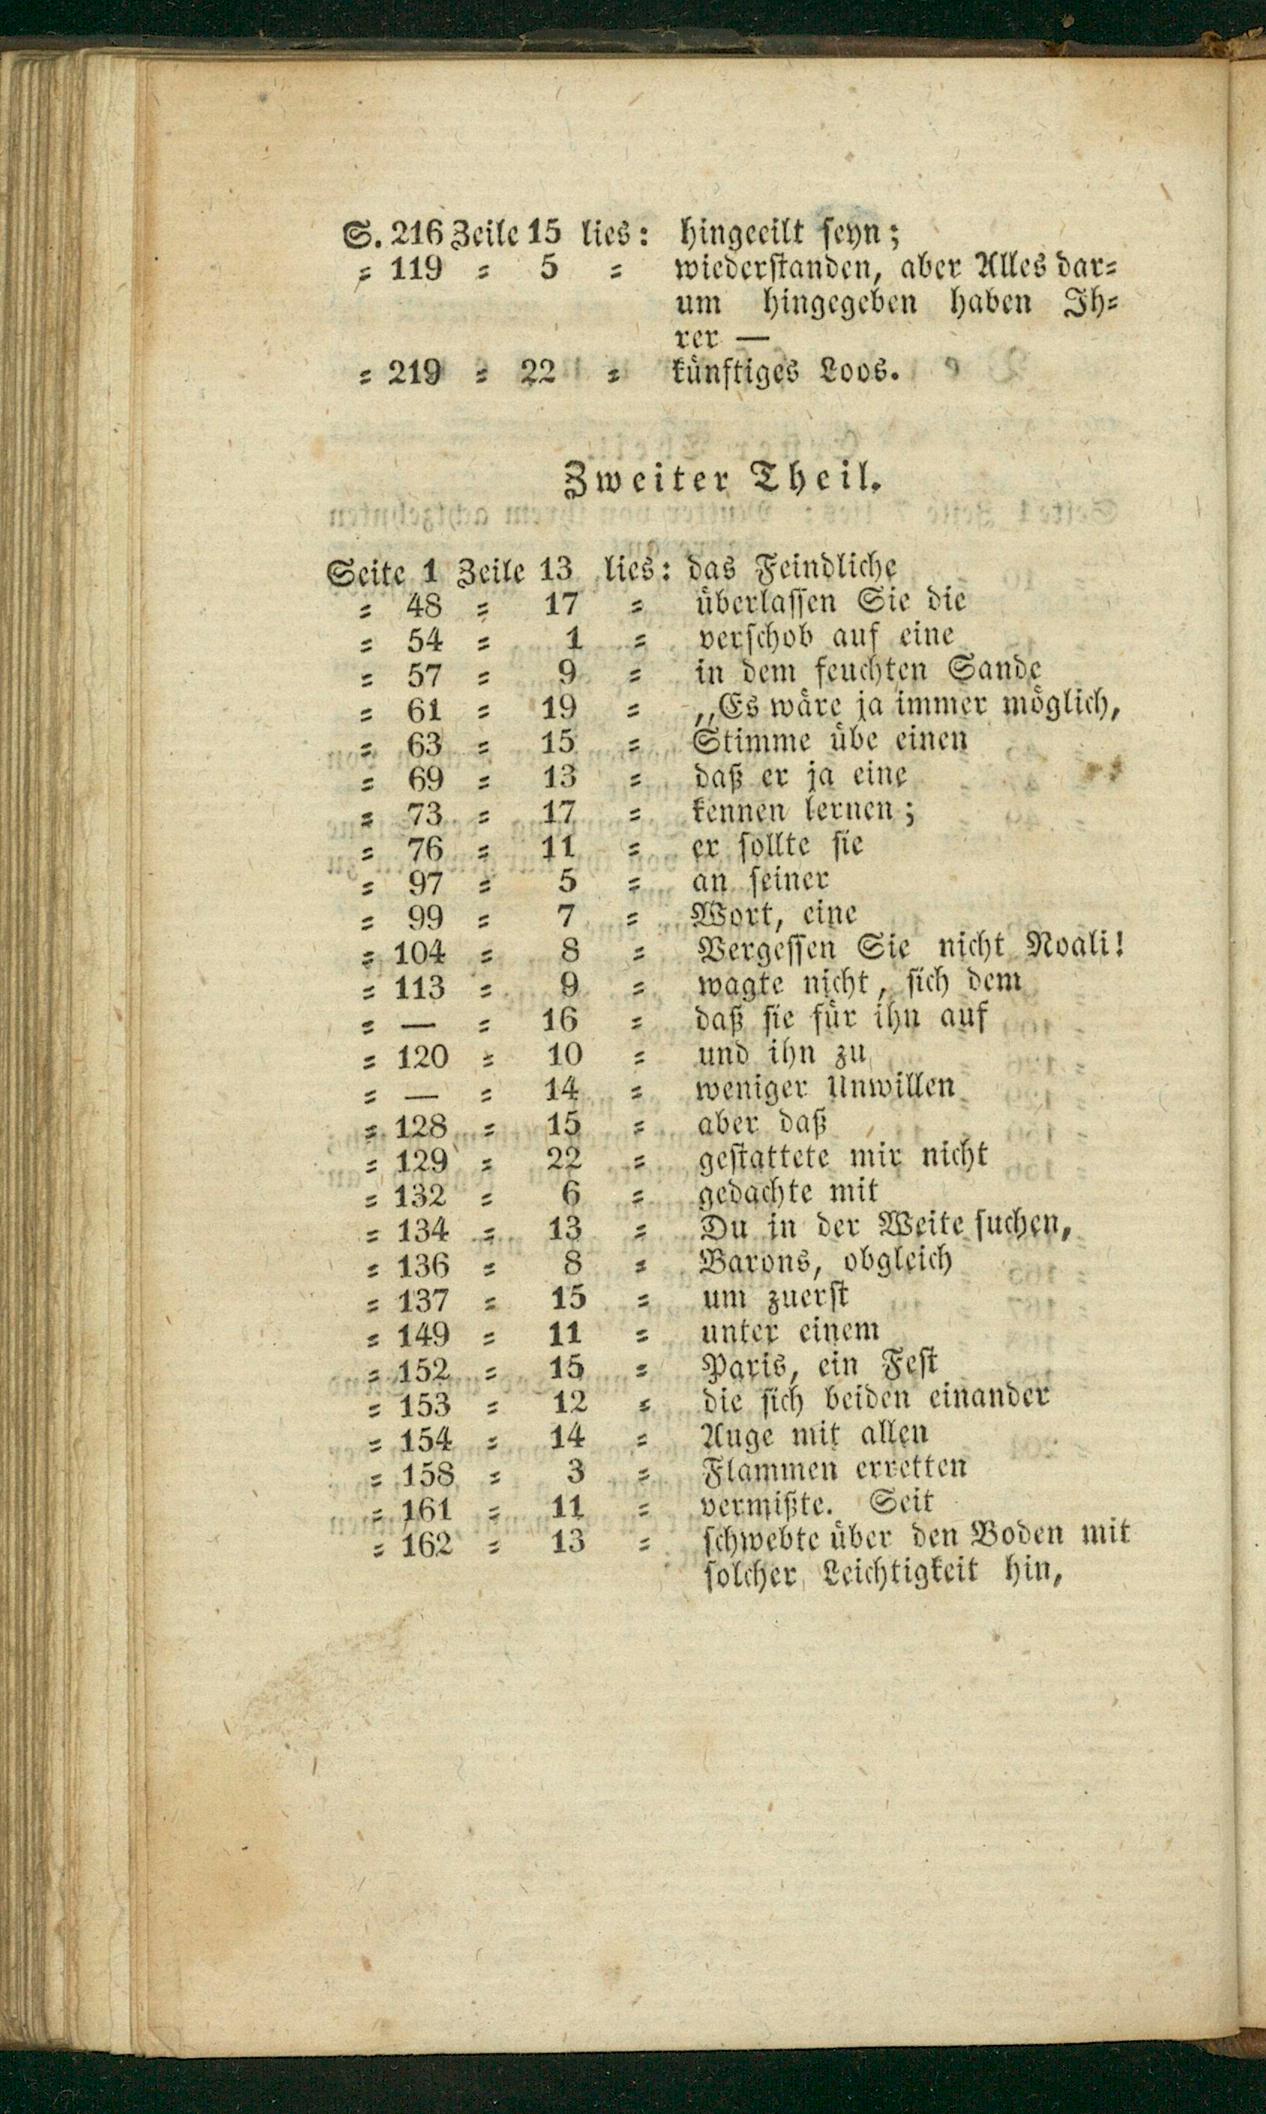 S. 216 Zeile 15 lies: hingeeilt seyn;
= 119 = 5 = wiederstanden, aber Alles dar=
um hingegeben haben Ih=
rer —
= 219 = 22 = künftiges Loos.
Zweiter Theil.
Seite 1 Zeile 13 lies: das Feindliche
= 48 = 17 = überlassen Sie die
= 54 = 1 = verschob auf eine
= 57 = 9 = in dem feuchten Sande
= 61 = 19 = „Es wäre ja immer möglich,
= 63 = 15 = Stimme übe einen
= 69 = 13 = daß er ja eine
= 73 = 17 = kennen lernen;
= 76 = 11 = er sollte sie
= 97 = 5 = an seiner
= 99 = 7 = Wort, eine
= 104 = 8 = Vergessen Sie nicht Noali!
= 113 = 9 = wagte nicht, sich dem
= — = 16 = daß sie für ihn auf
= 120 = 10 = und ihn zu
= — = 14 = weniger Unwillen
= 128 = 15 = aber daß
= 129 = 22 = gestattete mir nicht
= 132 = 6 = gedachte mit
= 134 = 13 = Du in der Weite suchen,
= 136 = 8 = Barons, obgleich
= 137 = 15 = um zuerst
= 149 = 11 = unter einem
= 152 = 15 = Paris, ein Fest
= 153 = 12 = die sich beiden einander
= 154 = 14 = Auge mit allen
= 158 = 3 = Flammen erretten
= 161 = 11 = vermißte. Seit
= 162 = 13 = schwebte über den Boden mit
solcher Leichtigkeit hin,